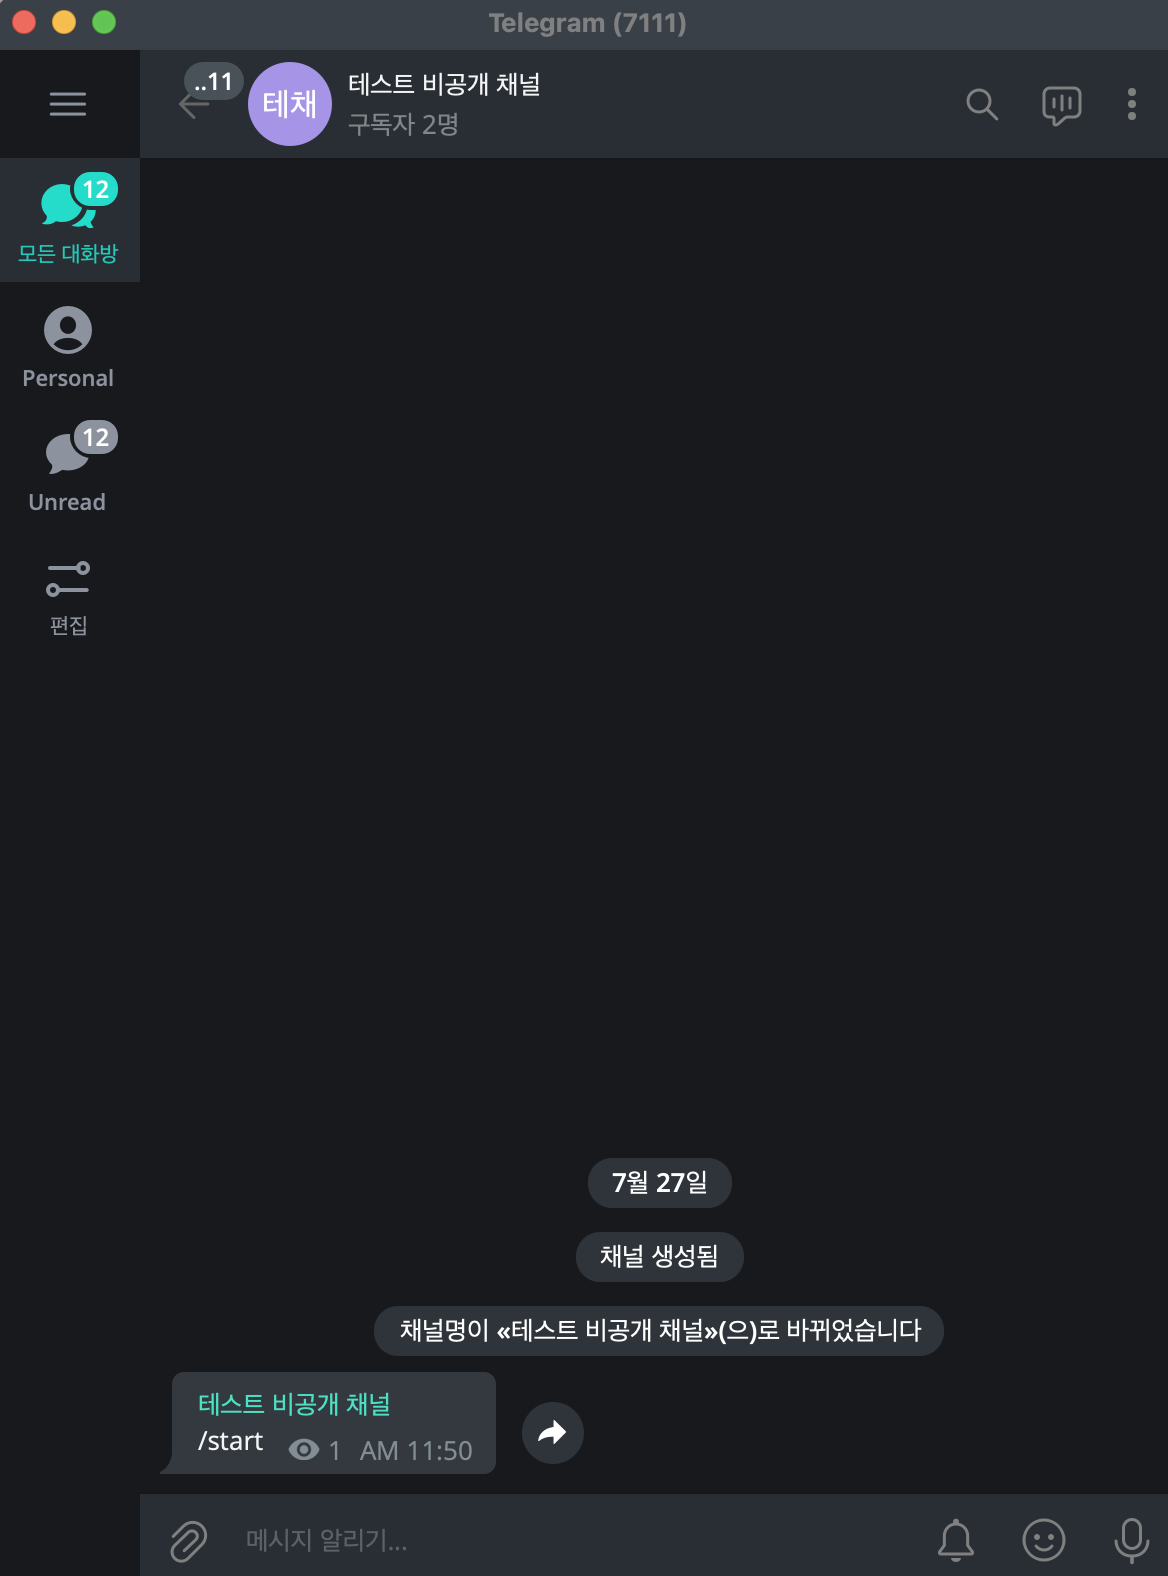 Telegram (7111)
..11
테채
테스트 비공개 채널
구독자 2명
12
모든 대화방
Personal
12
Unread
편집
7월 27일
채널 생성됨
채널명이 «테스트 비공개 채널»(으)로 바뀌었습니다
테스트 비공개 채널
/start 1 AM 11:50
메시지 알리기...